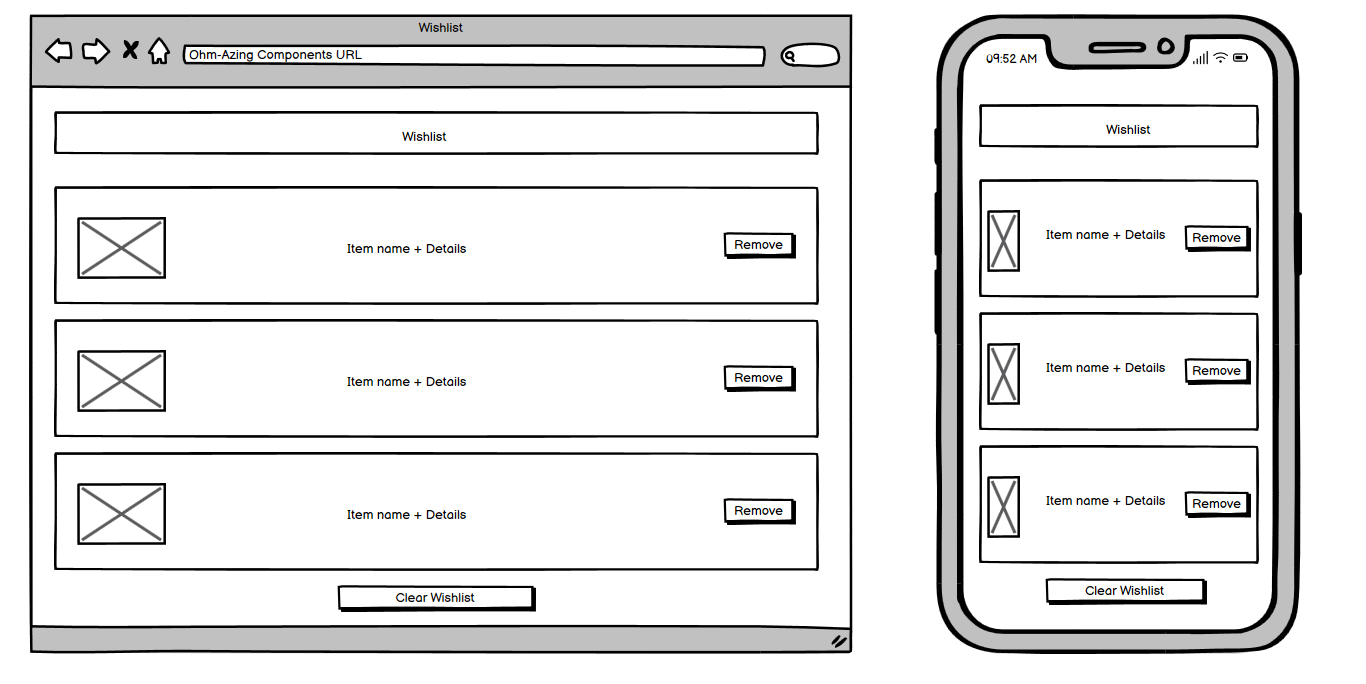 Wishlist
Ohm-Azing Components URL
Wishlist
Item name + Details
Remove
Item name + Details
Remove
Item name + Details
Remove
Clear Wishlist
09:52 AM
Wishlist
Item name + Details
Remove
Item name + Details
Remove
Item name + Details
Remove
Clear Wishlist